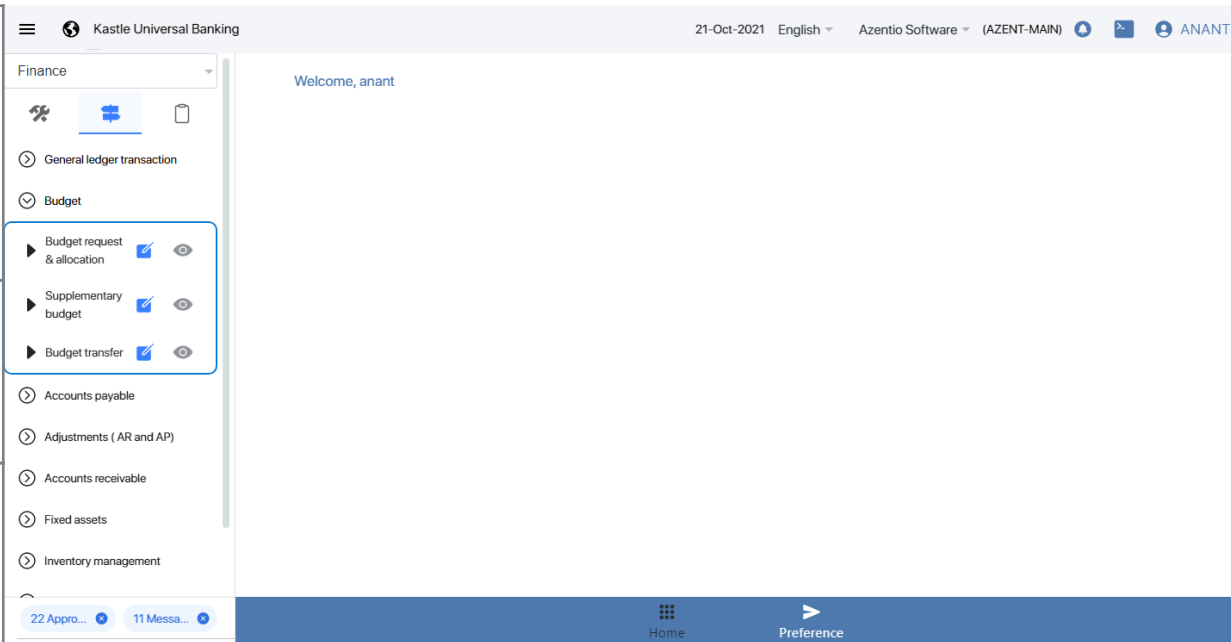 Kastle Universal Banking
21-Oct-2021 English Azentio Software (AZENT-MAIN) ANANT
Finance
Welcome, anant
General ledger transaction
Budget
Budget request
& allocation
Supplementary
budget
Budget transfer
Accounts payable
Adjustments ( AR and AP)
Accounts receivable
Fixed assets
Inventory management
22 Appro... 11 Messa...
Home Preference